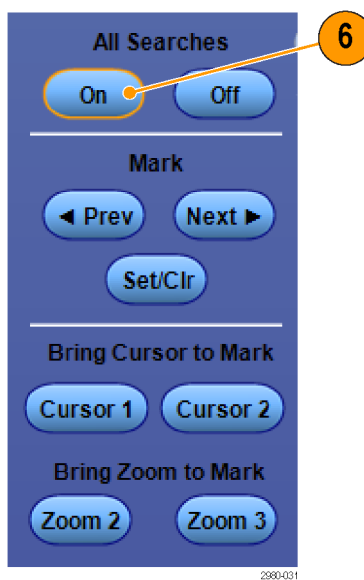 All Searches
6
On Off
Mark
◄ Prev Next ►
Set/Clr
Bring Cursor to Mark
Cursor 1 Cursor 2
Bring Zoom to Mark
Zoom 2 Zoom 3
2980-031